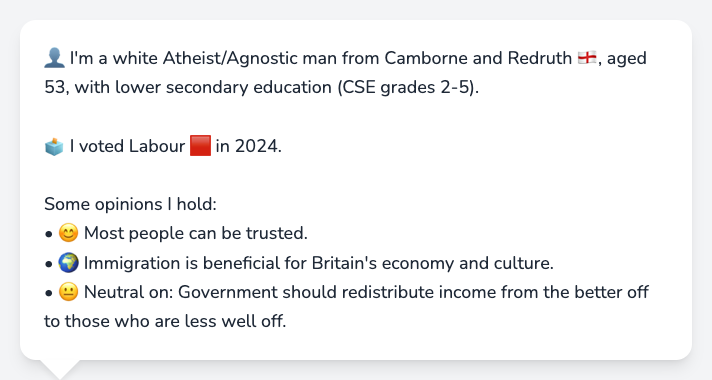 👤 I'm a white Atheist/Agnostic man from Camborne and Redruth 🏴󠁧󠁢󠁥󠁮󠁧󠁿, aged
53, with lower secondary education (CSE grades 2-5).
🗳️ I voted Labour 🟥 in 2024.
Some opinions I hold:
• 😊 Most people can be trusted.
• 🌍 Immigration is beneficial for Britain's economy and culture.
• 😐 Neutral on: Government should redistribute income from the better off
to those who are less well off.